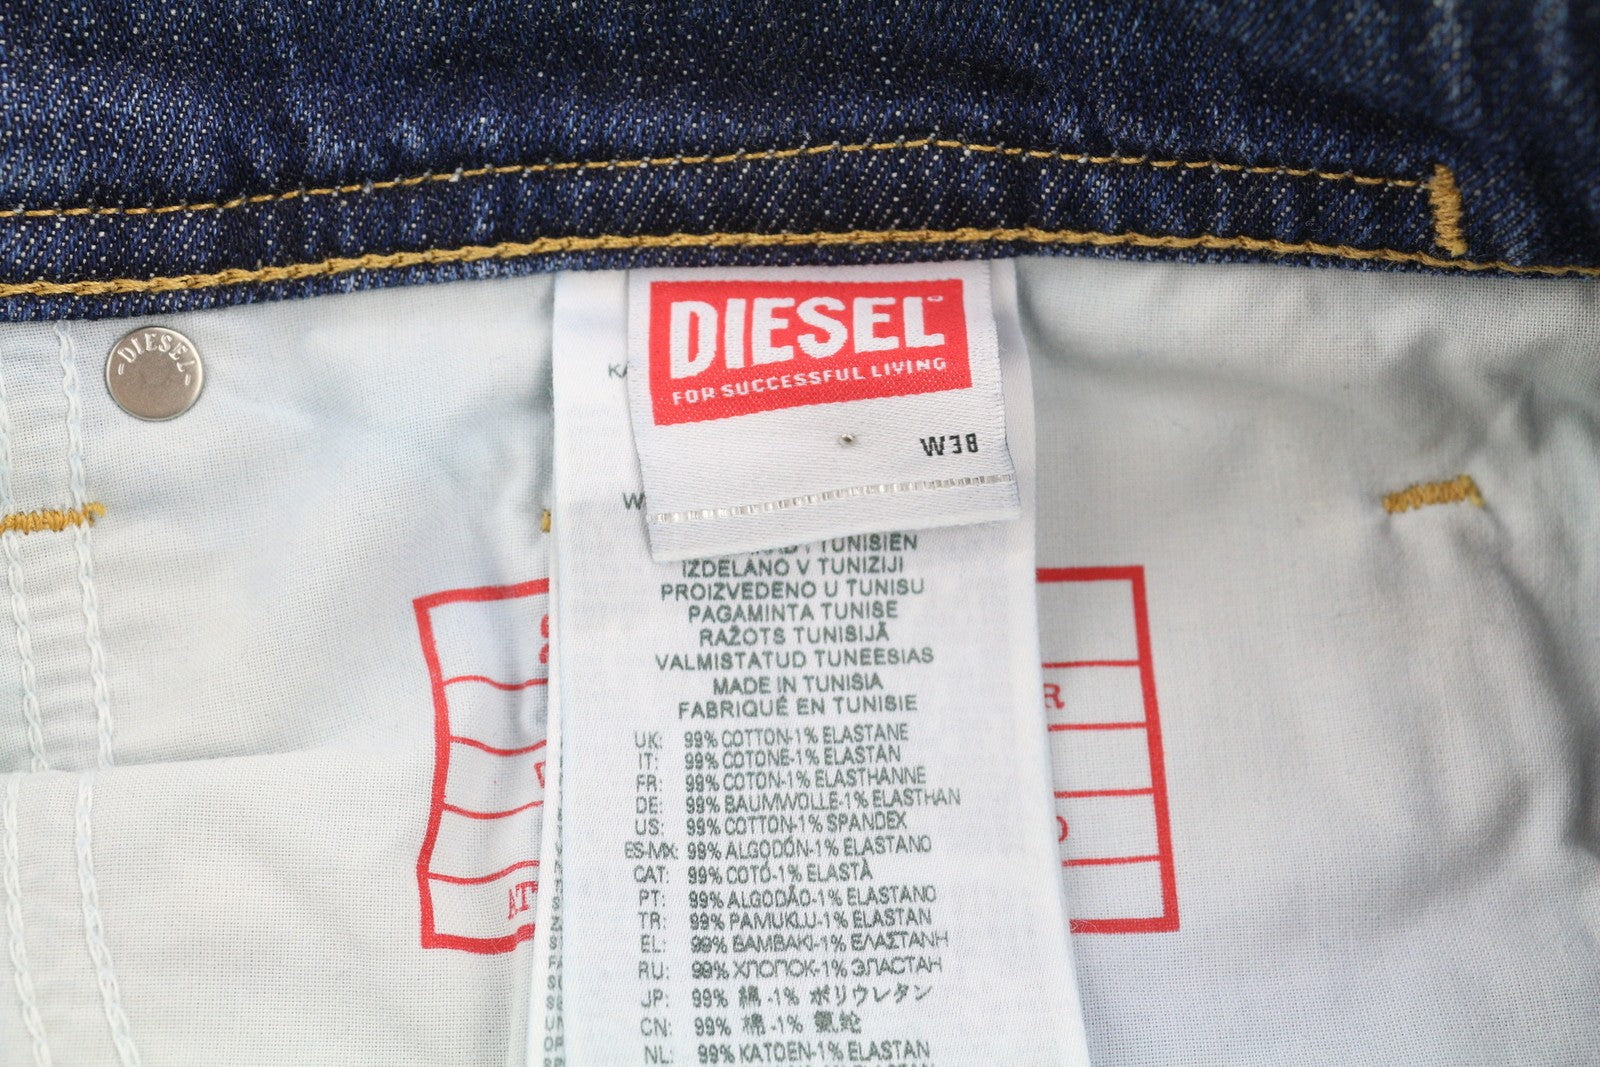 DIESEL
DIESEL
FOR SUCCESSFUL LIVING
W38
TUNISIEN
IZDELANO V TUNIZIJI
PROIZVEDENO U TUNISU
PAGAMINTA TUNISE
RAŽOTS TUNISIJĀ
VALMISTATUD TUNEESIAS
MADE IN TUNISIA
FABRIQUÉ EN TUNISIE
UK: 99% COTTON-1% ELASTANE
IT: 99% COTONE-1% ELASTAN
FR: 99% COTON-1% ELASTHANNE
DE: 99% BAUMWOLLE-1% ELASTHAN
US: 99% COTTON-1% SPANDEX
ES-MX: 99% ALGODÓN-1% ELASTANO
CAT: 99% COTÓ-1% ELASTÀ
PT: 99% ALGODÃO-1% ELASTANO
TR: 99% PAMUKLU-1% ELASTAN
EL: 99% ΒΑΜΒΑΚΙ-1% ΕΛΑΣΤΑΝΗ
RU: 99% ХЛОПОК-1% ЭЛАСТАН
JP: 99% 綿 -1% ポリウレタン
CN: 99% 棉 -1% 氨纶
NL: 99% KATOEN-1% ELASTAN